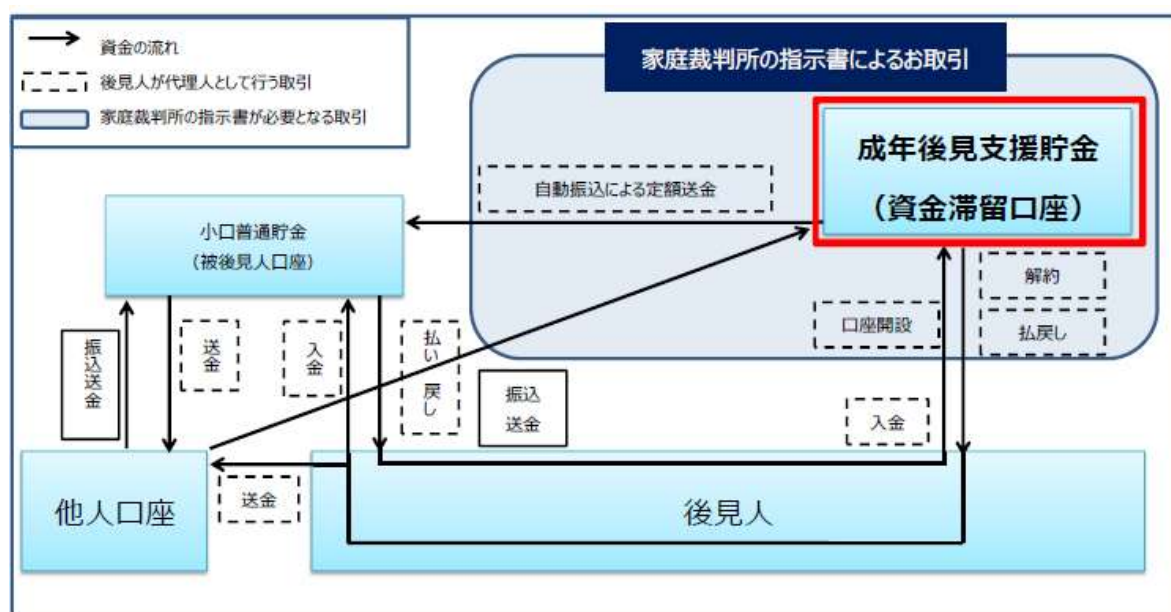 資金の流れ
後見人が代理人として行う取引
家庭裁判所の指示書が必要となる取引
家庭裁判所の指示書によるお取引
成年後見支援貯金
（資金滞留口座）
自動振込による定額送金
小口普通貯金
（被後見人口座）
解約
口座開設
払戻し
振込送金
送金
入金
払い戻し
振込
送金
入金
他人口座
送金
後見人